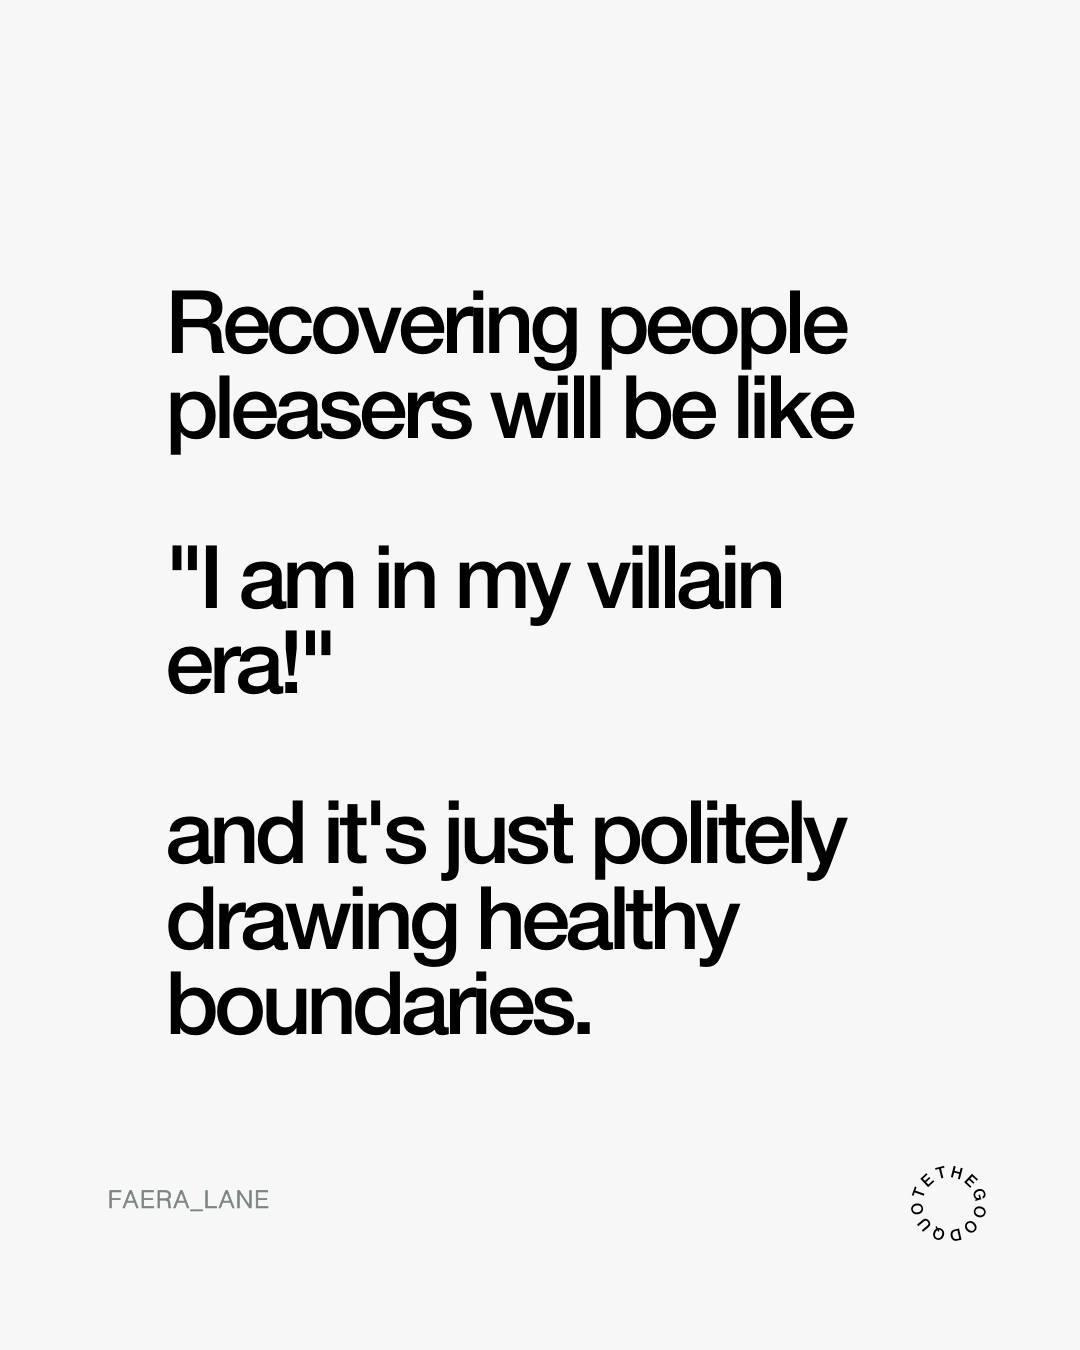 Recovering people
pleasers will be like
"I am in my villain
era!"
and it's just politely
drawing healthy
boundaries.
FAERA_LANE
THEGOODQUOTE